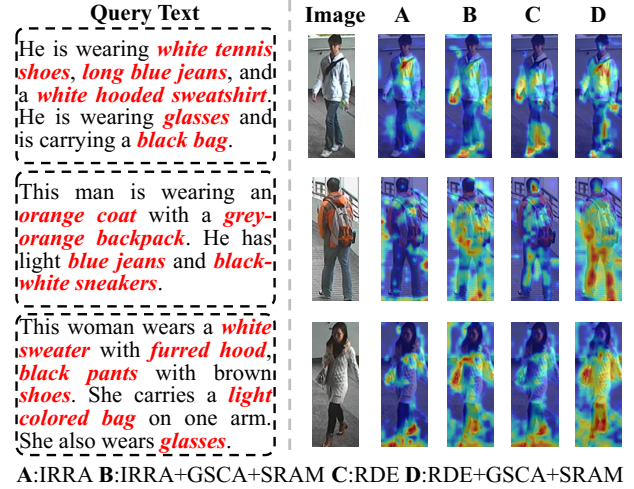 Query Text
Image A B C D
He is wearing white tennis
shoes, long blue jeans, and
a white hooded sweatshirt.
He is wearing glasses and
is carrying a black bag.
This man is wearing an
orange coat with a grey-
orange backpack. He has
light blue jeans and black-
white sneakers.
This woman wears a white
sweater with furred hood,
black pants with brown
shoes. She carries a light
colored bag on one arm.
She also wears glasses.
A:IRRA B:IRRA+GSCA+SRAM C:RDE D:RDE+GSCA+SRAM